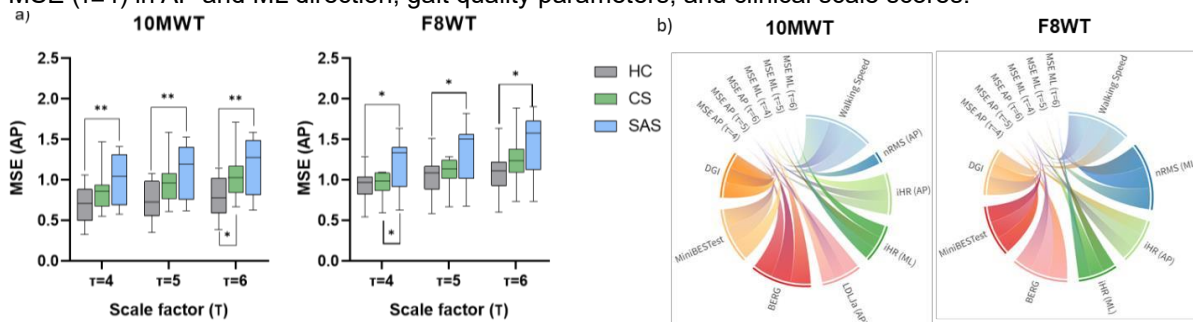 MSE (τ=4) in AP and ML direction, gait quality parameters, and clinical scale scores.
a)
10MWT
F8WT
MSE (AP)
2.5
2.0
1.5
1.0
0.5
0.0
** ** **
*
τ=4 τ=5 τ=6
Scale factor (τ)
MSE (AP)
2.5
2.0
1.5
1.0
0.5
0.0
* * *
*
τ=4 τ=5 τ=6
Scale factor (τ)
HC
CS
SAS
b)
10MWT
MSE AP (τ=4)
MSE AP (τ=5)
MSE AP (τ=6)
MSE ML (τ=4)
MSE ML (τ=5)
MSE ML (τ=6)
Walking Speed
nRMS (AP)
iHR (AP)
iHR (ML)
LDLJa (AP)
BERG
MiniBESTest
DGI
F8WT
MSE AP (τ=4)
MSE AP (τ=5)
MSE AP (τ=6)
MSE ML (τ=4)
MSE ML (τ=5)
MSE ML (τ=6)
Walking Speed
nRMS (ML
iHR (AP)
iHR (ML)
BERG
MiniBESTest
DGI